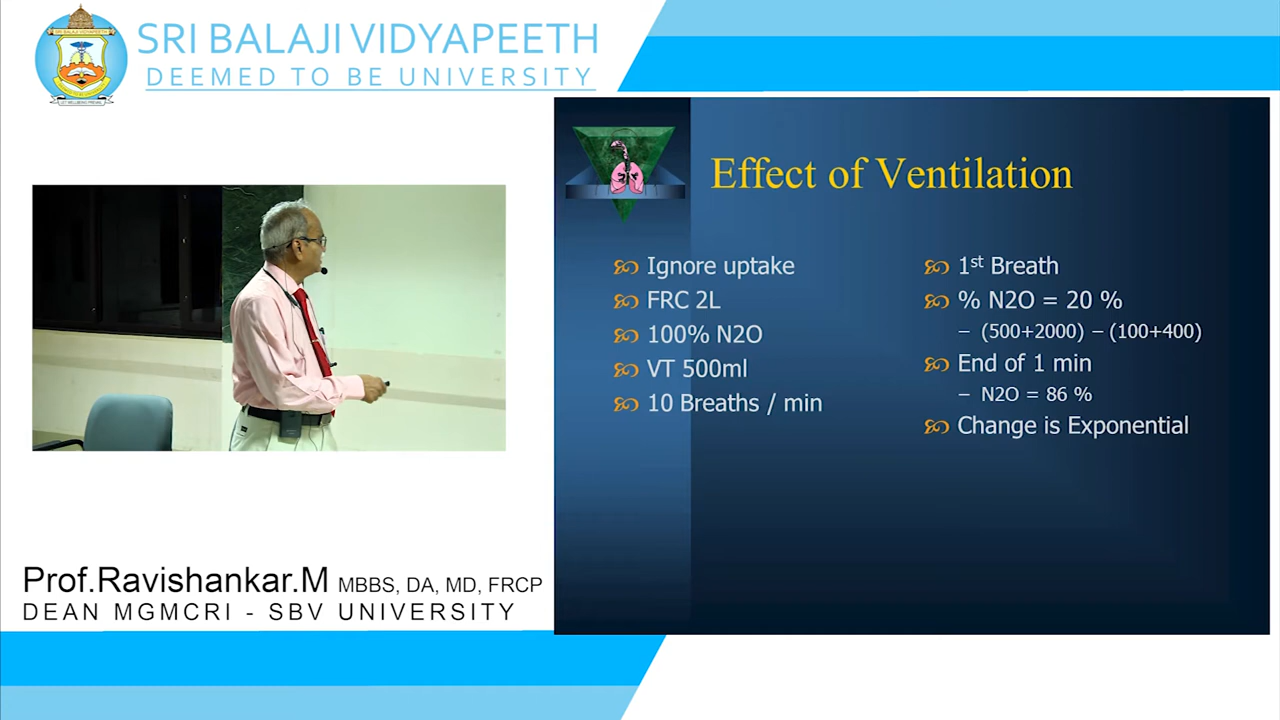 SRI BALAJI VIDYAPEETH
DEEMED TO BE UNIVERSITY
Effect of Ventilation
Ignore uptake
FRC 2L
100% N2O
VT 500ml
10 Breaths / min
1st Breath
% N2O = 20 %
– (500+2000) – (100+400)
End of 1 min
– N2O = 86 %
Change is Exponential
Prof.Ravishankar.M MBBS, DA, MD, FRCP
DEAN MGMCRI - SBV UNIVERSITY